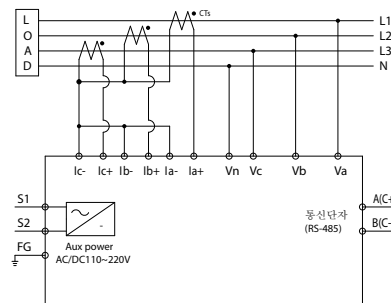 L
O
A
D
CTs
L1
L2
L3
N
Ic- Ic+ Ib- Ib+ Ia- Ia+ Vn Vc Vb Va
S1
S2
FG
~
-
Aux power
AC/DC110~220V
통신단자
(RS-485)
A(C+
B(C-